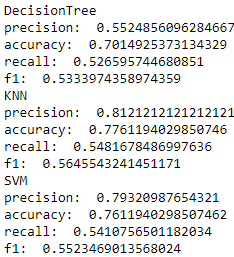 DecisionTree
precision:  0.5524856096284667
accuracy:  0.7014925373134329
recall:  0.526595744680851
f1:  0.5333974358974359
KNN
precision:  0.8121212121212121
accuracy:  0.7761194029850746
recall:  0.5481678486997636
f1:  0.5645543241451171
SVM
precision:  0.79320987654321
accuracy:  0.7611940298507462
recall:  0.5410756501182034
f1:  0.5523469013568024